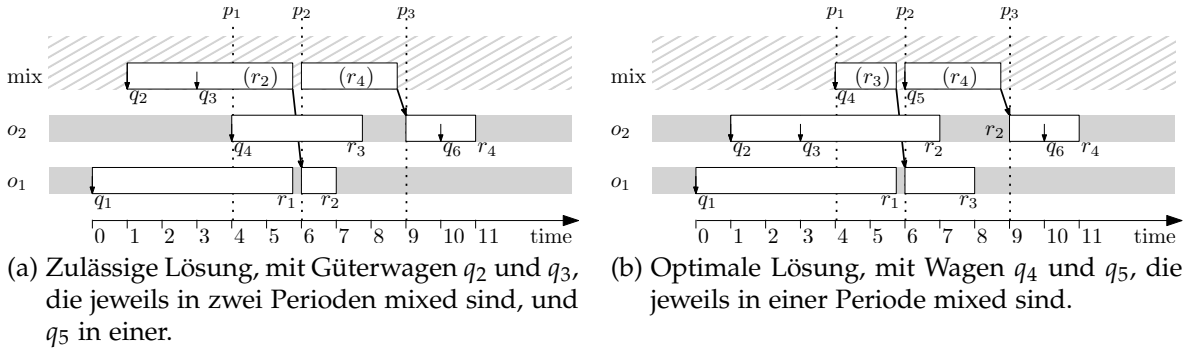 p₁ p₂ p₃
mix (r₂) (r₄)
q₂ q₃
o₂
q₄ r₃ q₆ r₄
o₁
q₁ r₁ r₂
0 1 2 3 4 5 6 7 8 9 10 11 time
(a) Zulässige Lösung, mit Güterwagen q₂ und q₃,
die jeweils in zwei Perioden mixed sind, und
q₅ in einer.
p₁ p₂ p₃
mix (r₃) (r₄)
q₄ q₅
o₂ r₂
q₂ q₃ r₂ q₆ r₄
o₁
q₁ r₁ r₃
0 1 2 3 4 5 6 7 8 9 10 11 time
(b) Optimale Lösung, mit Wagen q₄ und q₅, die
jeweils in einer Periode mixed sind.